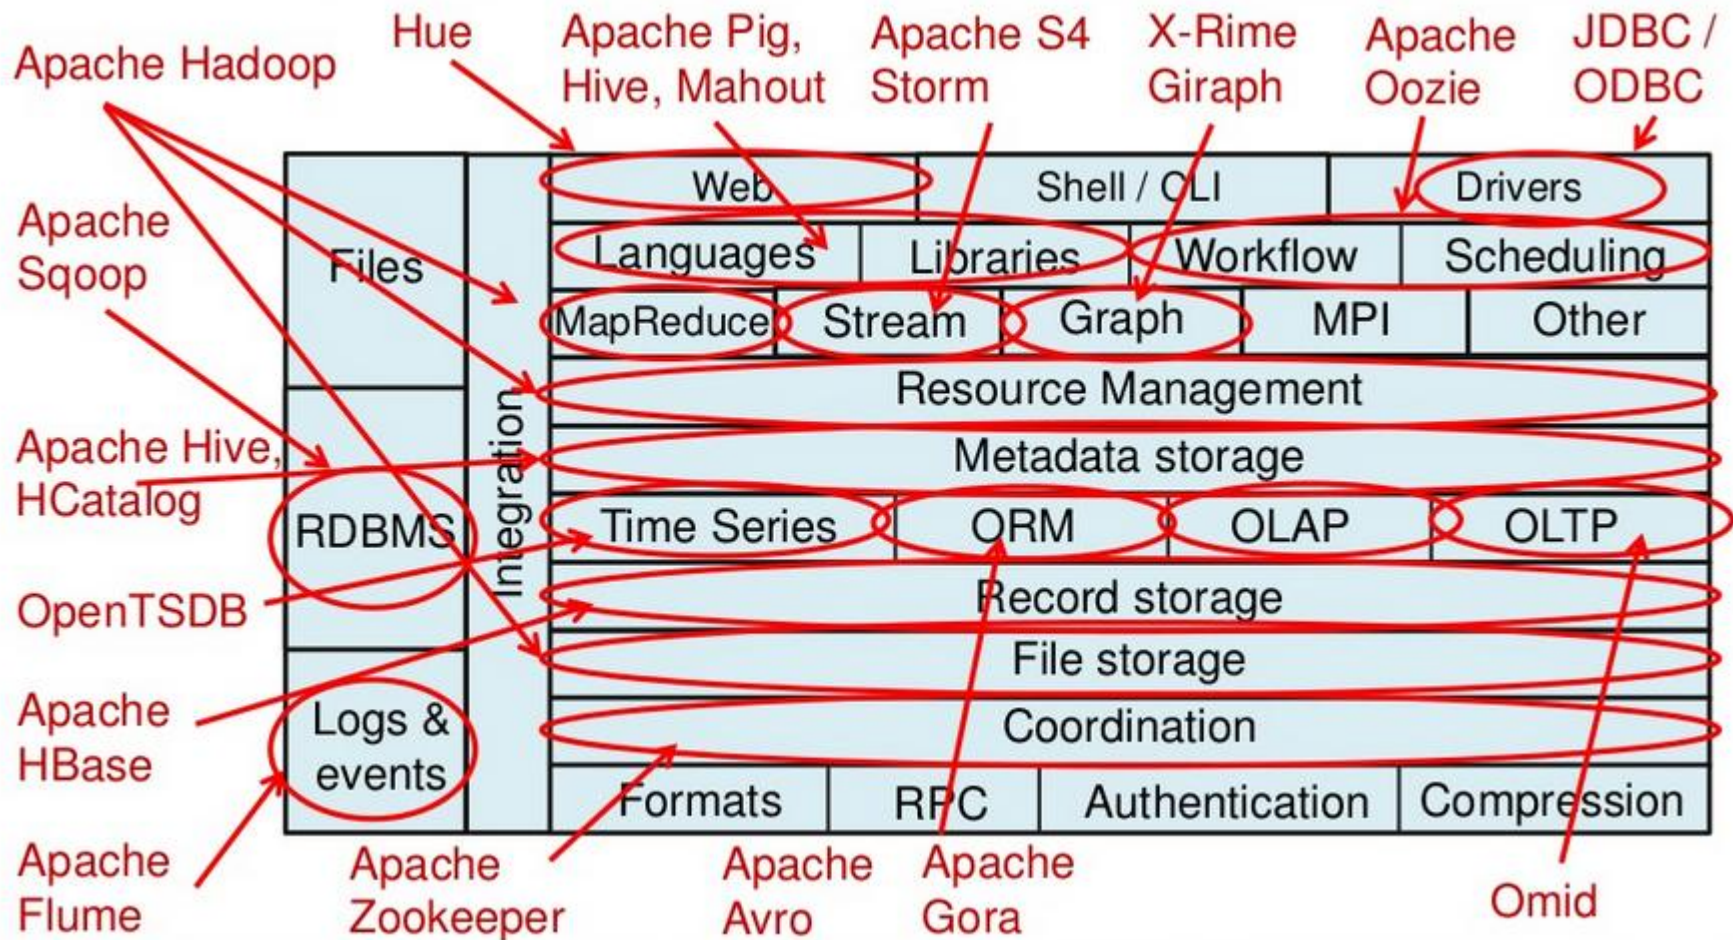 Hue
Apache Pig,
Hive, Mahout
Apache S4
Storm
X-Rime
Giraph
Apache
Oozie
JDBC /
ODBC
Apache Hadoop
Apache
Sqoop
Apache Hive,
HCatalog
OpenTSDB
Apache
HBase
Apache
Flume
Files
RDBMS
Logs &
events
Integration
Web
Shell / CLI
Drivers
Languages
Libraries
Workflow
Scheduling
MapReduce
Stream
Graph
MPI
Other
Resource Management
Metadata storage
Time Series
ORM
OLAP
OLTP
Record storage
File storage
Coordination
Formats
RPC
Authentication
Compression
Apache
Zookeeper
Apache
Avro
Apache
Gora
Omid